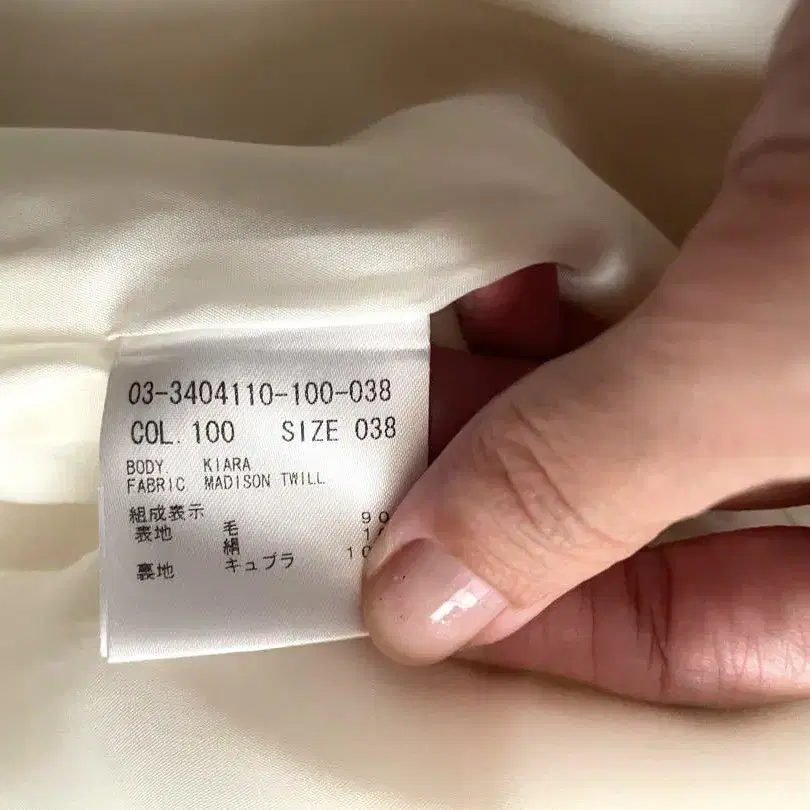 03-3404110-100-038
COL. 100 SIZE 038
BODY. KIARA
FABRIC MADISON TWILL
組成表示
表地 毛 90
絹
裏地 キュプラ